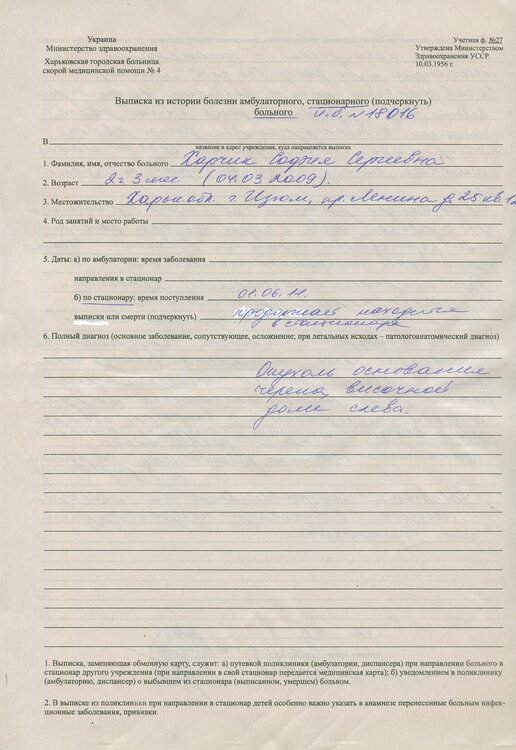 Украина
Министерство здравоохранения
Харьковская городская больница
скорой медицинской помощи № 4
Учетная ф. №27
Утверждена Министерством
Здравоохранения УССР
10.03.1956 г.
Выписка из истории болезни амбулаторного, стационарного (подчеркнуть)
больного и.б. №18016
В
название и адрес учреждения, куда направляется выписка
1. Фамилия, имя, отчество больного Харчик София Сергеевна
2. Возраст 2 г 3 мес (04.03 2009).
3. Местожительство Харьк обл. г. Изюм, пр. Ленина д. 25 кв 12
4. Род занятий и место работы
5. Даты: а) по амбулатории: время заболевания
направления в стационар
б) по стационару: время поступления 01.06.11.
выписки или смерти (подчеркнуть) продолжает находится
в стационаре
6. Полный диагноз (основное заболевание, сопутствующее, осложнение; при летальных исходах – патологоанатомический диагноз)
Опухоль основания
черепа, височной
доли слева.
1. Выписка, заменяющая обменную карту, служит: а) путевкой поликлиники (амбулатории, диспансера) при направлении больного в
стационар другого учреждения (при направлении в свой стационар передается медицинская карта); б) уведомлением в поликлинику
(амбулаторию, диспансер) о выбывшем из стационара (выписанном, умершем) больном.
2. В выписке из поликлиники при направлении в стационар детей особенно важно указать в анамнезе перенесенные больным инфек-
ционные заболевания, прививки.